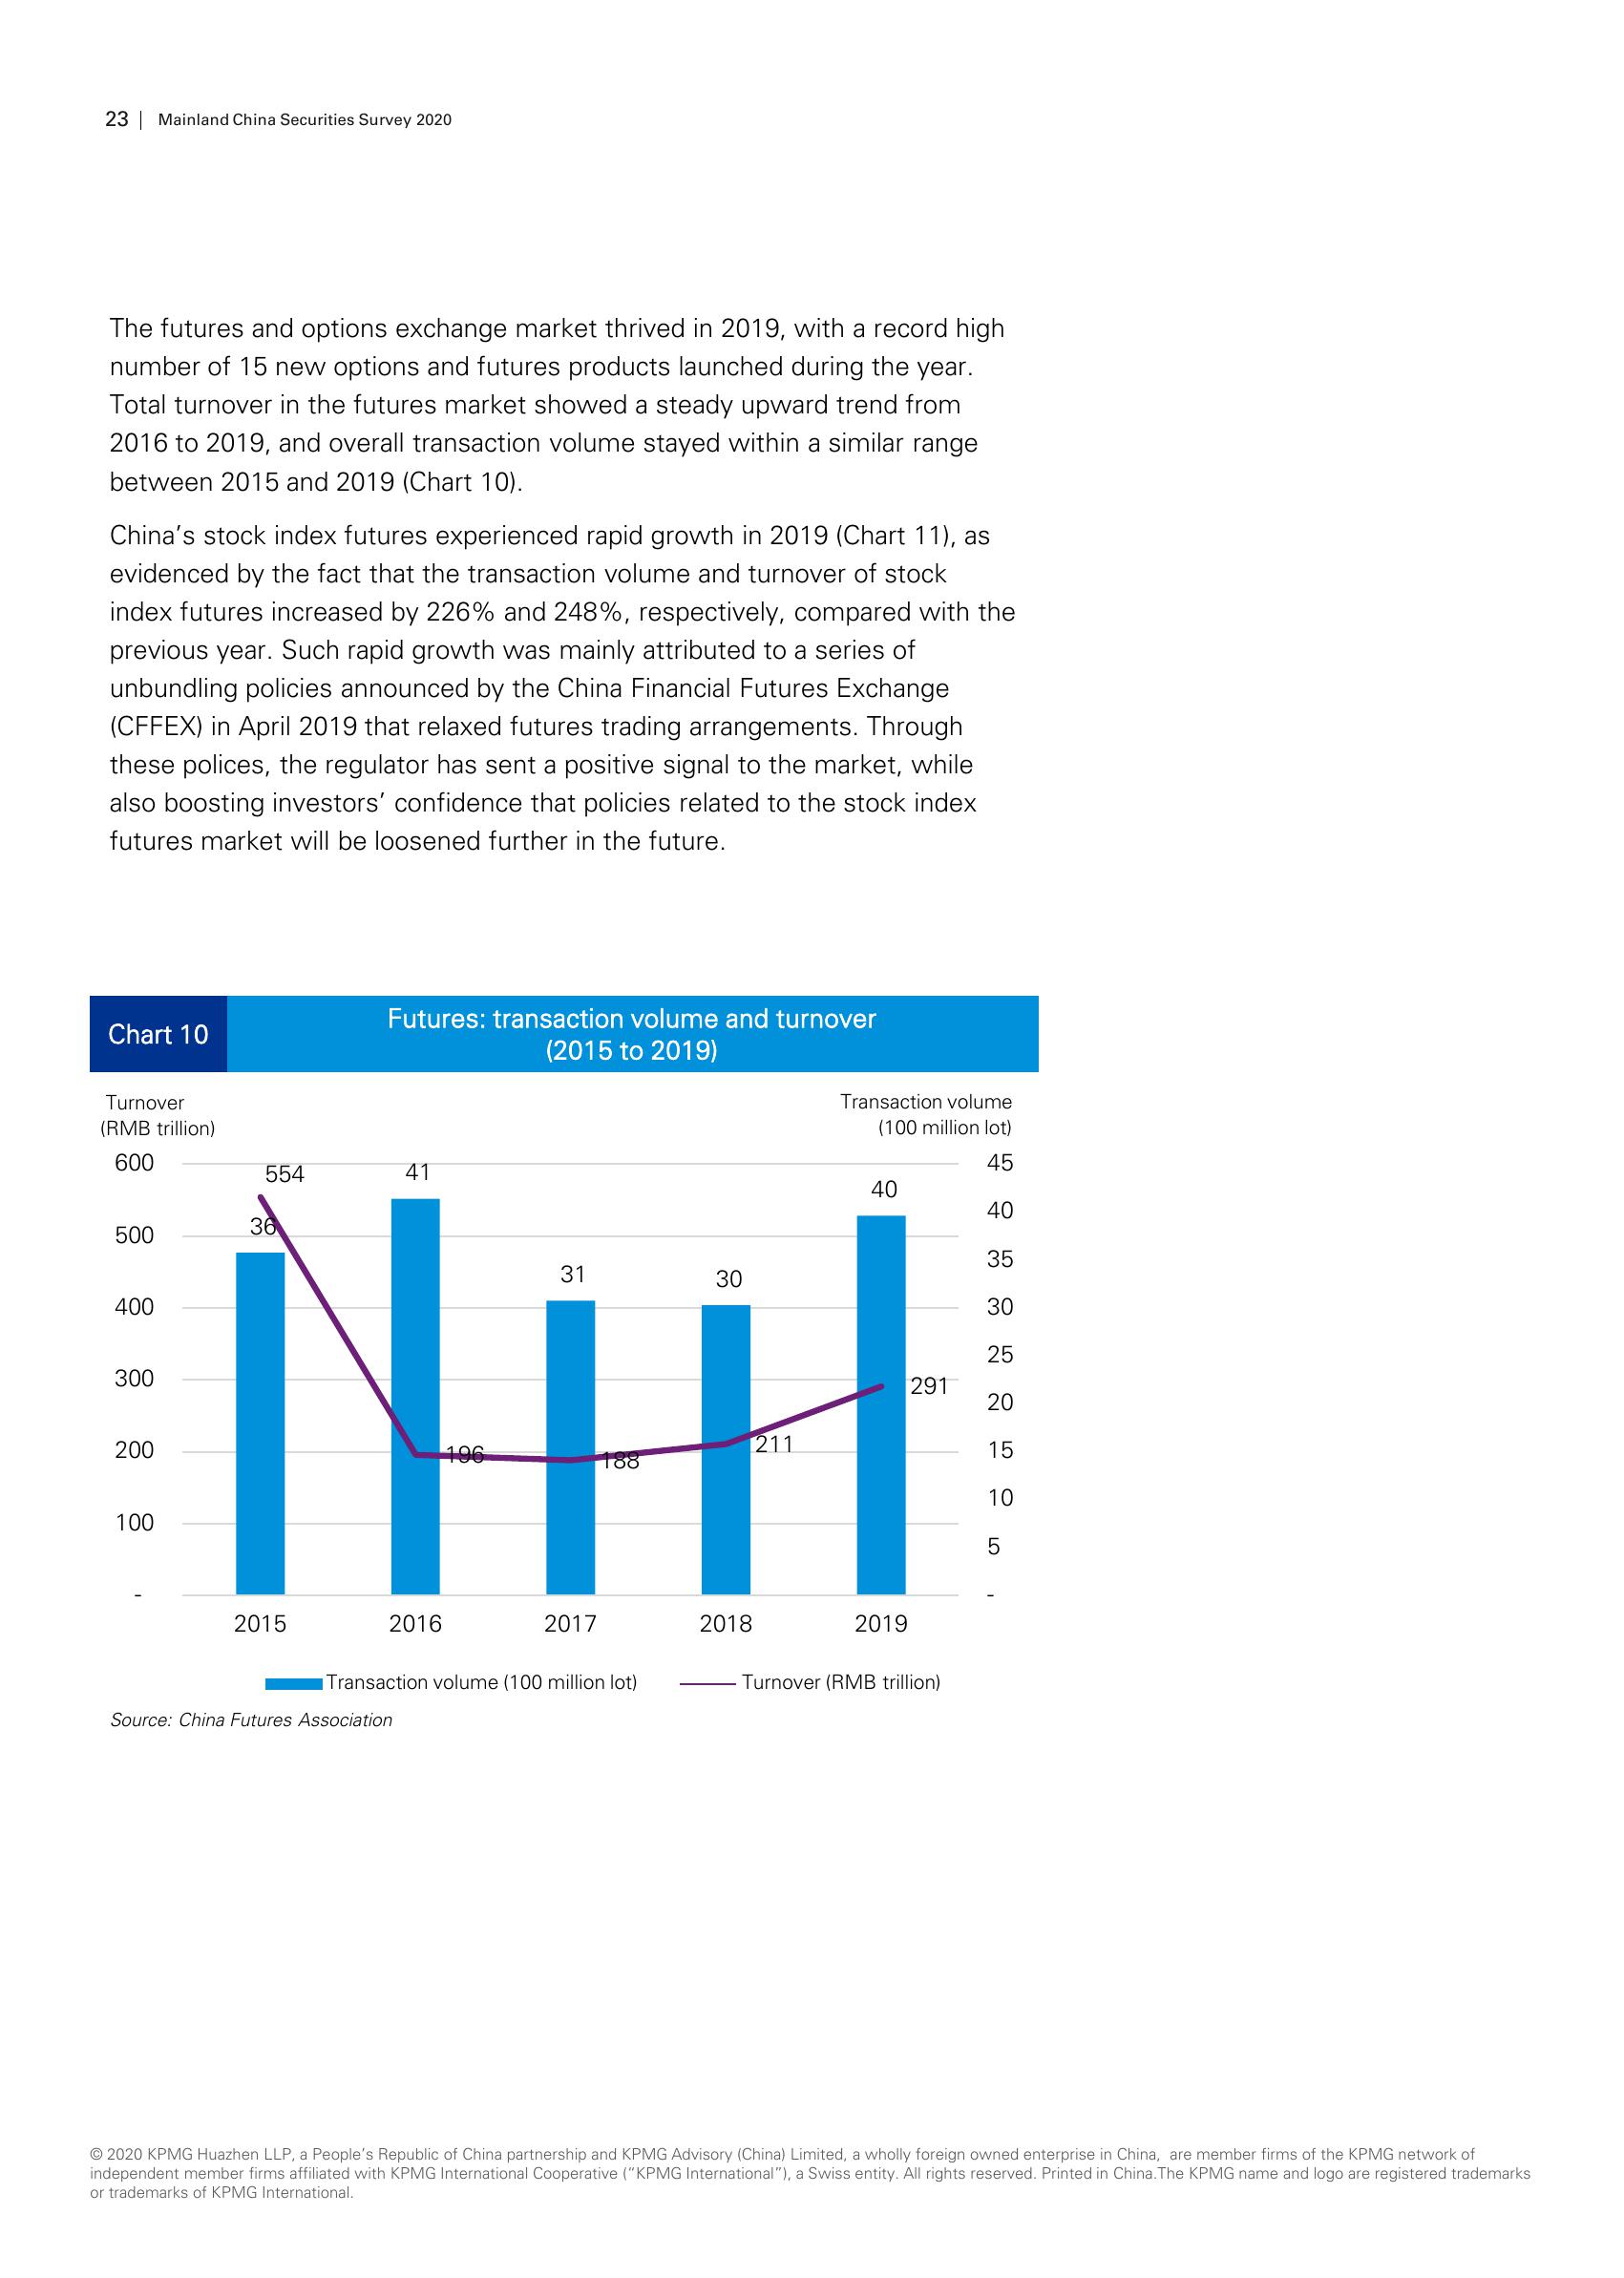 23 | Mainland China Securities Survey 2020
The futures and options exchange market thrived in 2019, with a record high
number of 15 new options and futures products launched during the year.
Total turnover in the futures market showed a steady upward trend from
2016 to 2019, and overall transaction volume stayed within a similar range
between 2015 and 2019 (Chart 10).
China’s stock index futures experienced rapid growth in 2019 (Chart 11), as
evidenced by the fact that the transaction volume and turnover of stock
index futures increased by 226% and 248%, respectively, compared with the
previous year. Such rapid growth was mainly attributed to a series of
unbundling policies announced by the China Financial Futures Exchange
(CFFEX) in April 2019 that relaxed futures trading arrangements. Through
these polices, the regulator has sent a positive signal to the market, while
also boosting investors’ confidence that policies related to the stock index
futures market will be loosened further in the future.
Chart 10
Futures: transaction volume and turnover
(2015 to 2019)
Turnover
(RMB trillion)
Transaction volume
(100 million lot)
600
500
400
300
200
100
-
45
40
35
30
25
20
15
10
5
-
554
36
41
31
30
40
196
188
211
291
2015 2016 2017 2018 2019
Transaction volume (100 million lot) Turnover (RMB trillion)
Source: China Futures Association
© 2020 KPMG Huazhen LLP, a People’s Republic of China partnership and KPMG Advisory (China) Limited, a wholly foreign owned enterprise in China, are member firms of the KPMG network of
independent member firms affiliated with KPMG International Cooperative (“KPMG International”), a Swiss entity. All rights reserved. Printed in China.The KPMG name and logo are registered trademarks
or trademarks of KPMG International.